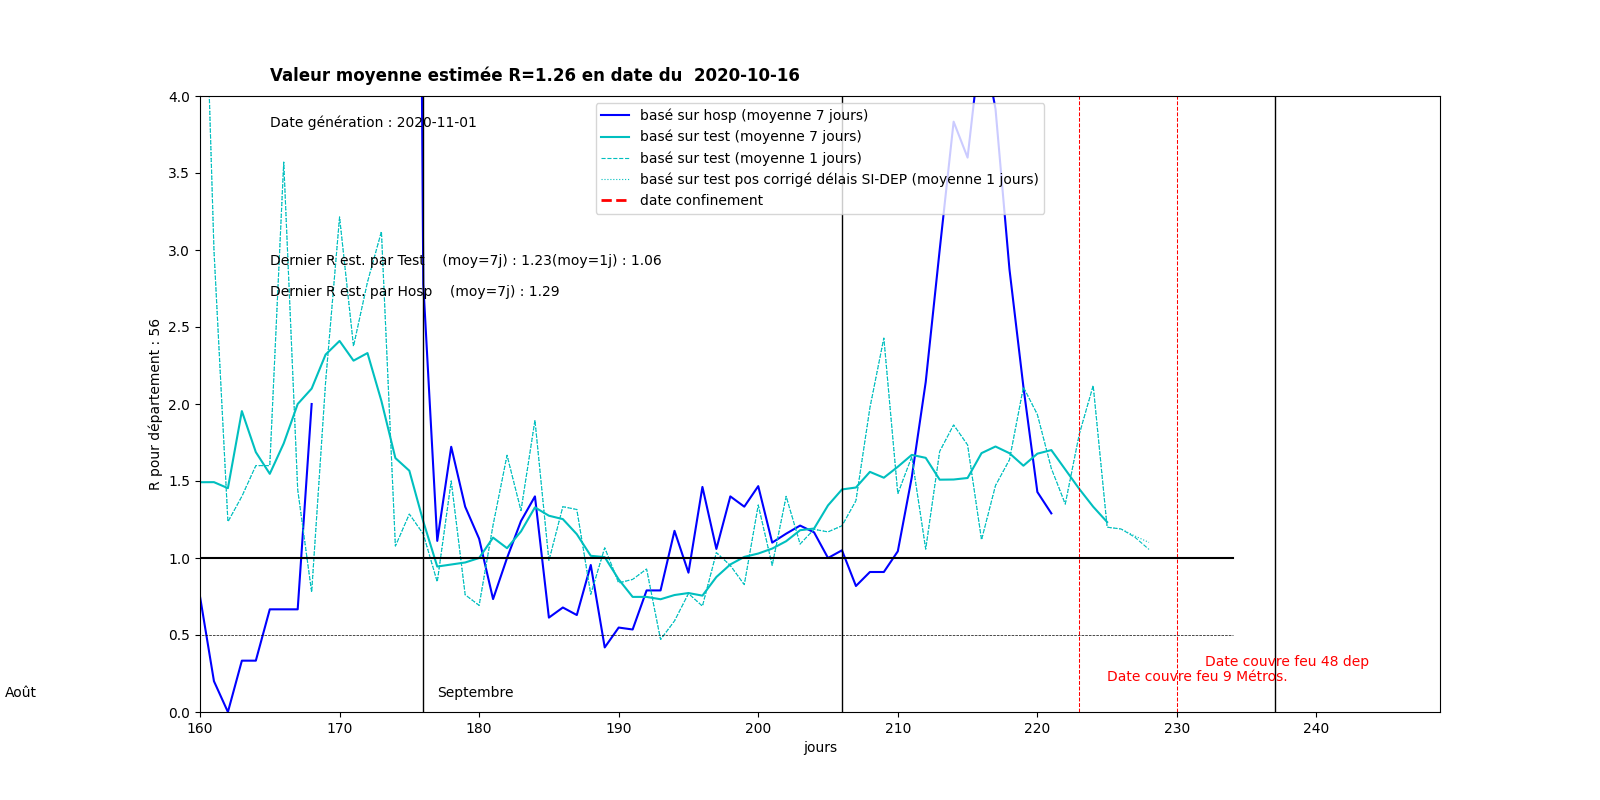 Valeur moyenne estimée R=1.26 en date du  2020-10-16
Date génération : 2020-11-01
basé sur hosp (moyenne 7 jours)
basé sur test (moyenne 7 jours)
basé sur test (moyenne 1 jours)
basé sur test pos corrigé délais SI-DEP (moyenne 1 jours)
date confinement
Dernier R est. par Test    (moy=7j) : 1.23(moy=1j) : 1.06
Dernier R est. par Hosp    (moy=7j) : 1.29
R pour département : 56
4.0
3.5
3.0
2.5
2.0
1.5
1.0
0.5
0.0
Date couvre feu 48 dep
Date couvre feu 9 Métros.
Août
Septembre
160 170 180 190 200 210 220 230 240
jours